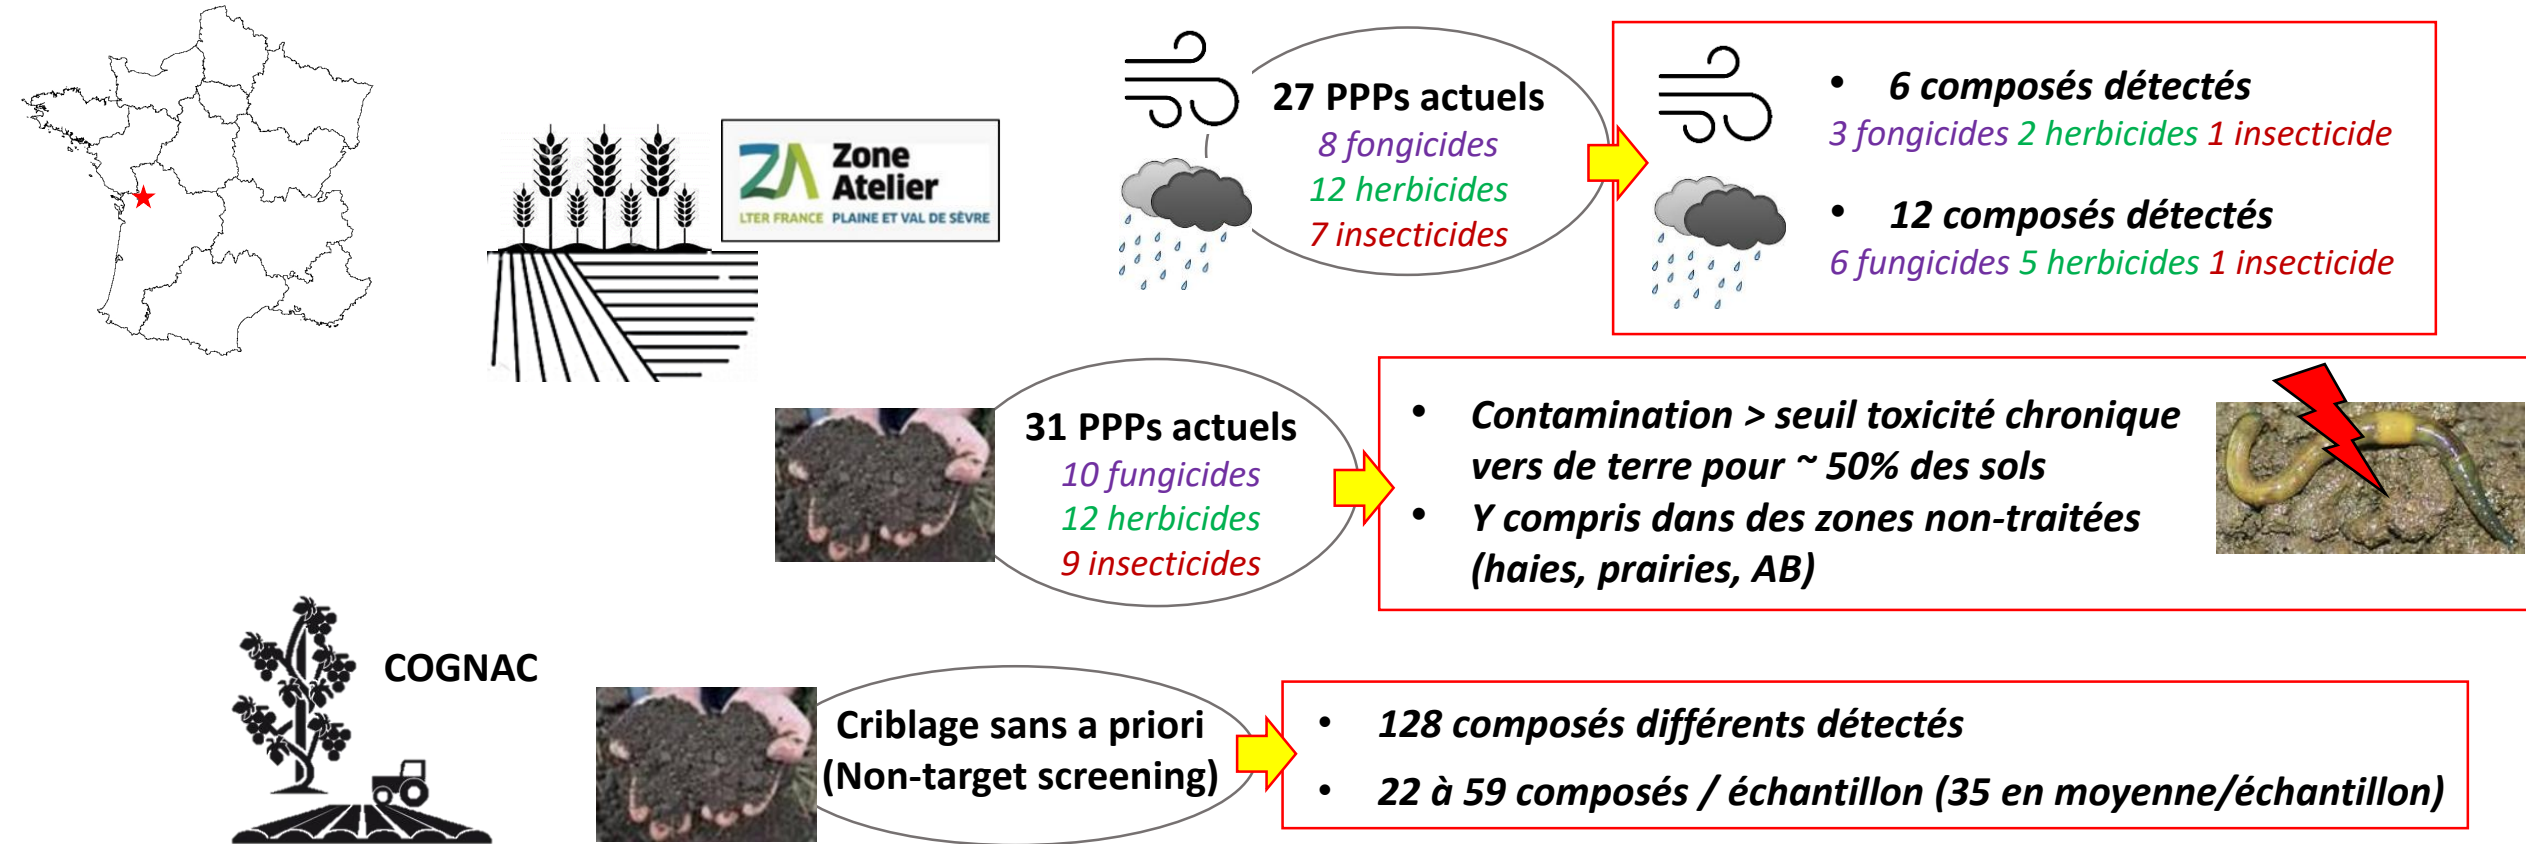 Zone
Atelier
LTER FRANCE PLAINE ET VAL DE SÈVRE
27 PPPs actuels
8 fongicides
12 herbicides
7 insecticides
• 6 composés détectés
3 fongicides 2 herbicides 1 insecticide
• 12 composés détectés
6 fungicides 5 herbicides 1 insecticide
31 PPPs actuels
10 fungicides
12 herbicides
9 insecticides
• Contamination > seuil toxicité chronique
vers de terre pour ~ 50% des sols
• Y compris dans des zones non-traitées
(haies, prairies, AB)
COGNAC
Criblage sans a priori
(Non-target screening)
• 128 composés différents détectés
• 22 à 59 composés / échantillon (35 en moyenne/échantillon)